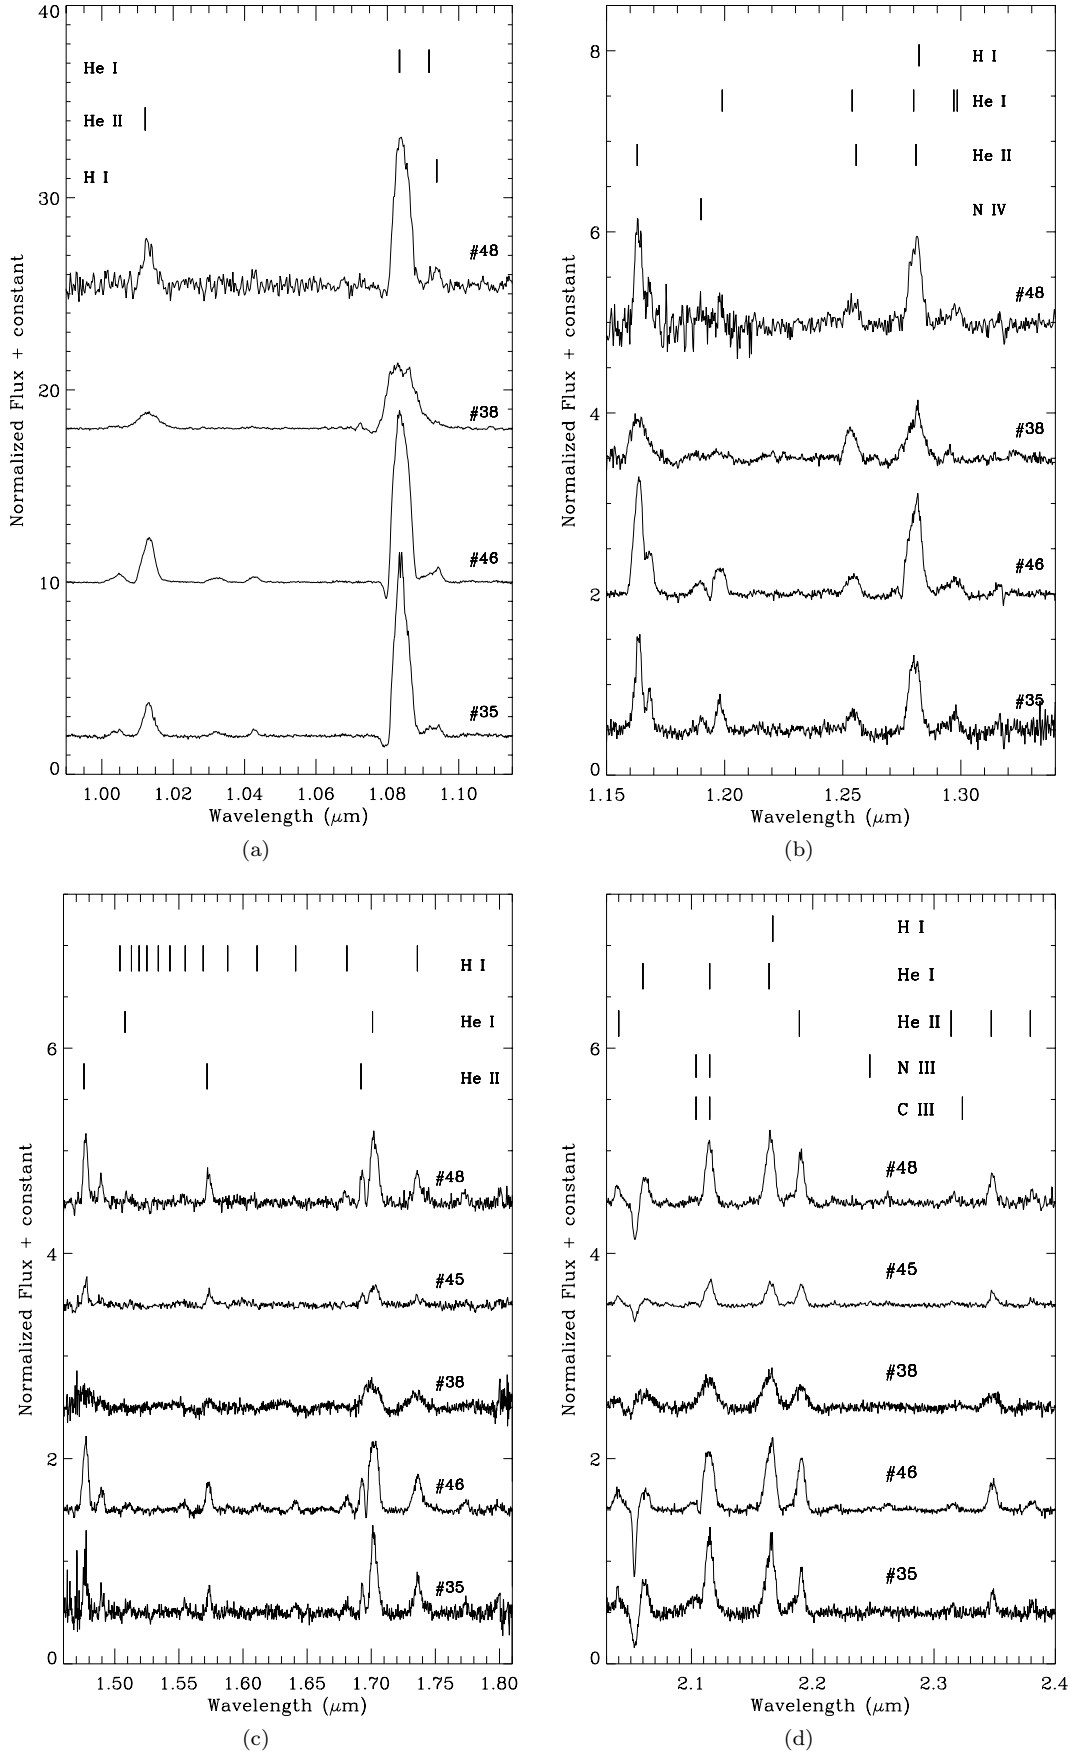 40
30
20
10
0
He I
He II
H I
#48
#38
#46
#35
Normalized Flux + constant
1.00 1.02 1.04 1.06 1.08 1.10
Wavelength (μm)
(a)
8
6
4
2
0
H I
He I
He II
N IV
#48
#38
#46
#35
Normalized Flux + constant
1.15 1.20 1.25 1.30
Wavelength (μm)
(b)
6
4
2
0
H I
He I
He II
#48
#45
#38
#46
#35
Normalized Flux + constant
1.50 1.55 1.60 1.65 1.70 1.75 1.80
Wavelength (μm)
(c)
6
4
2
0
H I
He I
He II
N III
C III
#48
#45
#38
#46
#35
Normalized Flux + constant
2.1 2.2 2.3 2.4
Wavelength (μm)
(d)